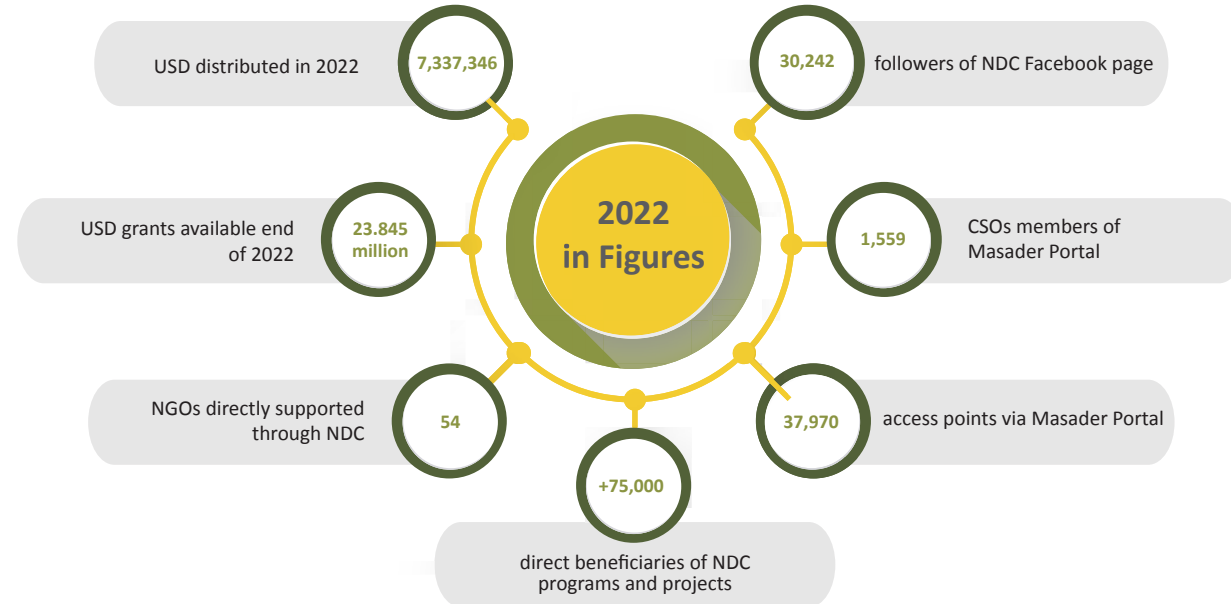 USD distributed in 2022
7,337,346
30,242
followers of NDC Facebook page
2022
in Figures
USD grants available end
of 2022
23.845
million
1,559
CSOs members of
Masader Portal
NGOs directly supported
through NDC
54
37,970
access points via Masader Portal
+75,000
direct beneficiaries of NDC
programs and projects